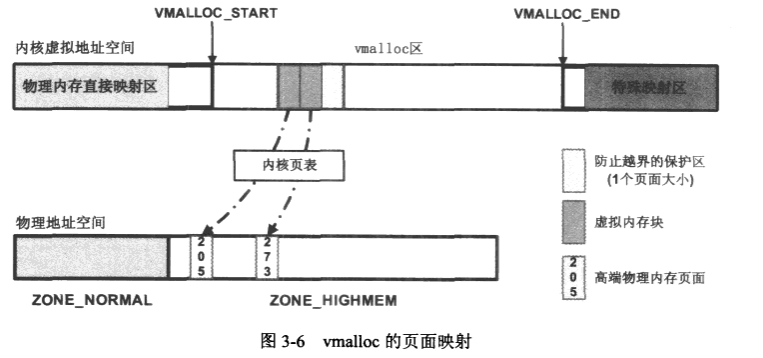 VMALLOC_START
VMALLOC_END
内核虚拟地址空间
vmalloc区
物理内存直接映射区
特殊映射区
内核页表
防止越界的保护区
(1个页面大小)
物理地址空间
虚拟内存块
205
273
205
高端物理内存页面
ZONE_NORMAL
ZONE_HIGHMEM
图 3-6 vmalloc 的页面映射